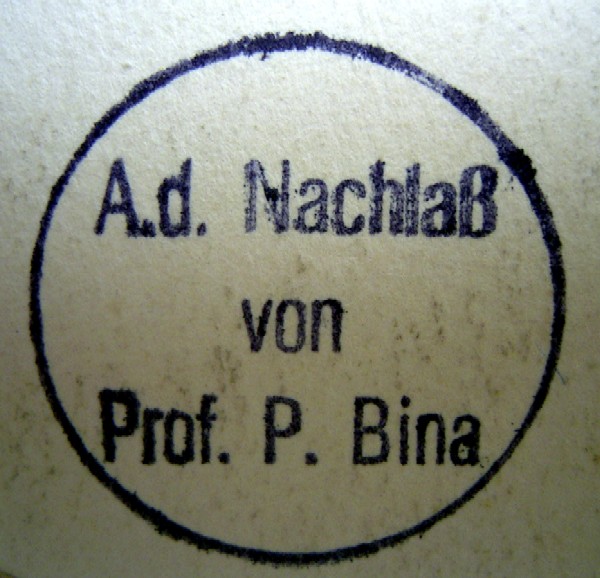 A.d. Nachlaß
von
Prof. P. Bina